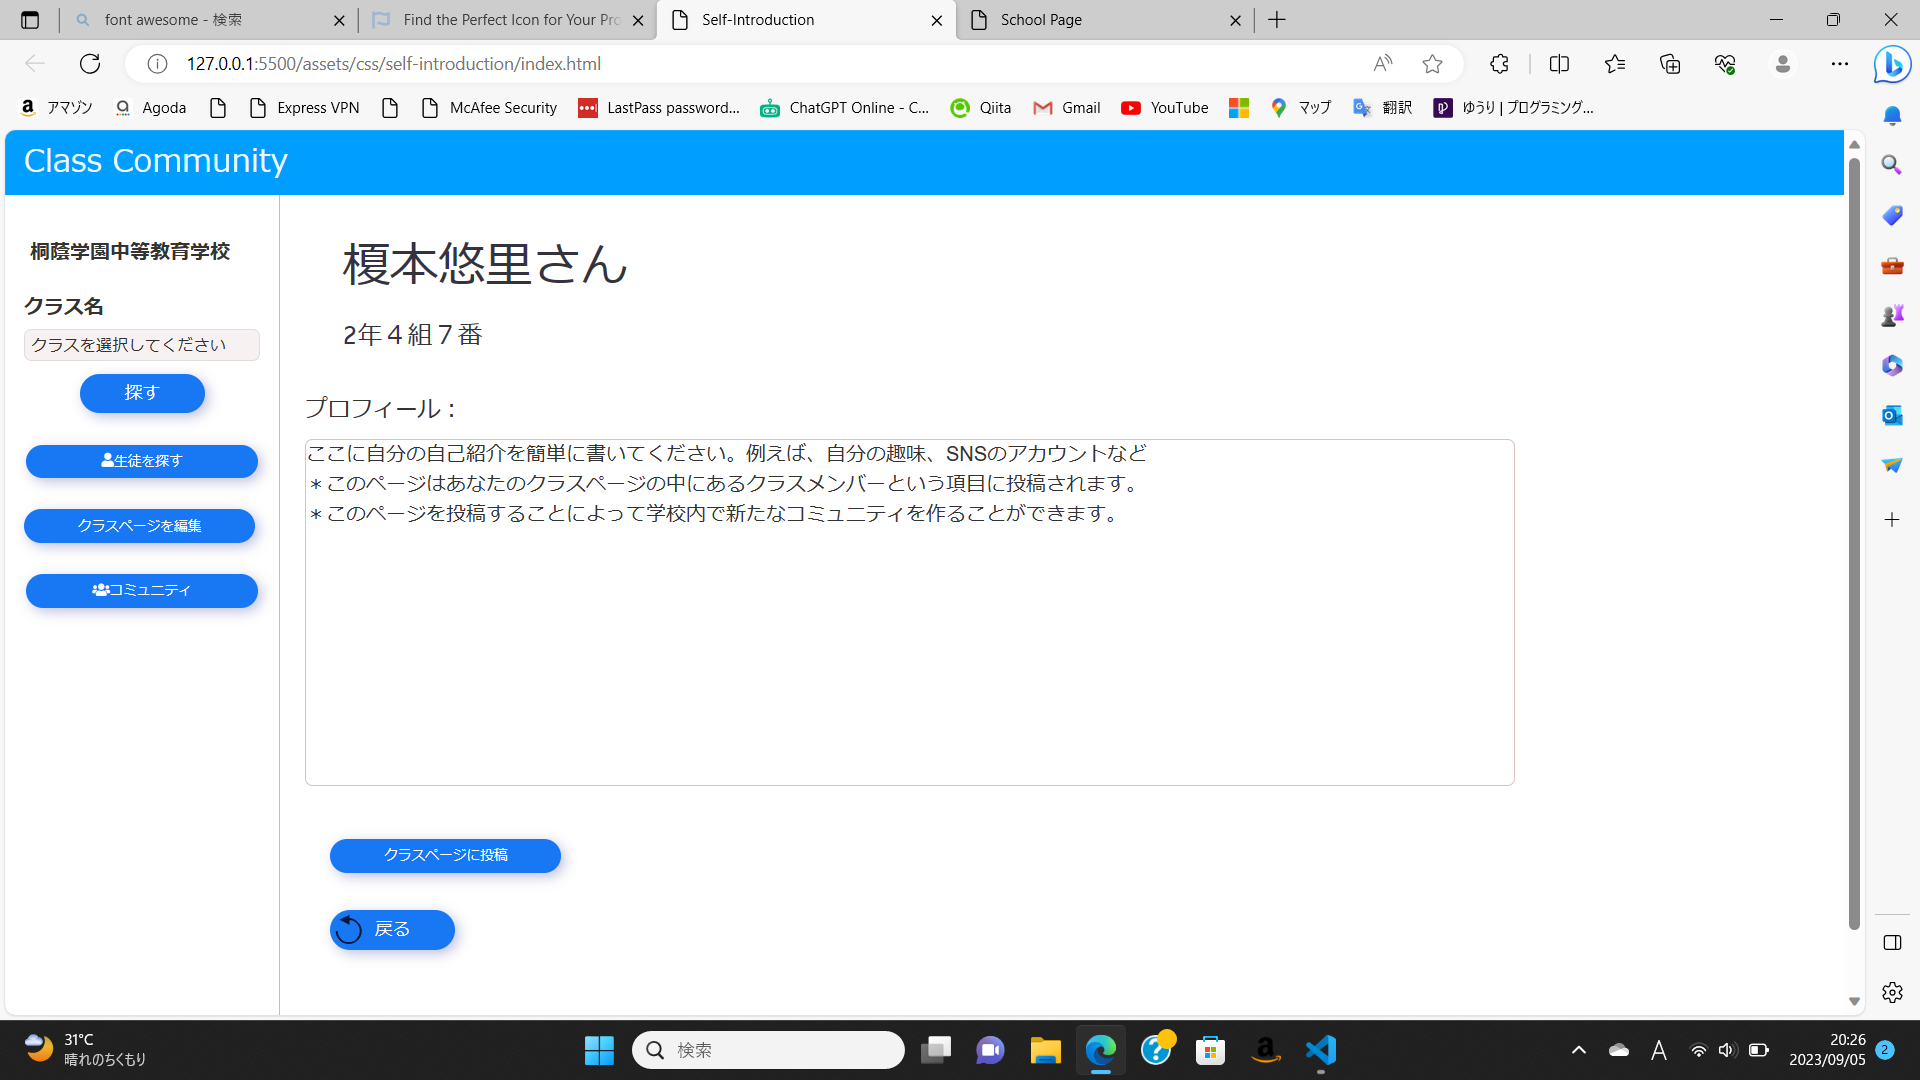 font awesome - 検索
Find the Perfect Icon for Your Pro
Self-Introduction
School Page
127.0.0.1:5500/assets/css/self-introduction/index.html
アマゾン
Agoda
Express VPN
McAfee Security
LastPass password...
ChatGPT Online - C...
Qiita
Gmail
YouTube
マップ
翻訳
ゆうり | プログラミング...
Class Community
桐蔭学園中等教育学校
クラス名
クラスを選択してください
探す
生徒を探す
クラスページを編集
コミュニティ
榎本悠里さん
2年４組７番
プロフィール：
ここに自分の自己紹介を簡単に書いてください。例えば、自分の趣味、SNSのアカウントなど
＊このページはあなたのクラスページの中にあるクラスメンバーという項目に投稿されます。
＊このページを投稿することによって学校内で新たなコミュニティを作ることができます。
クラスページに投稿
戻る
31°C
晴れのちくもり
検索
A
20:26
2023/09/05
2